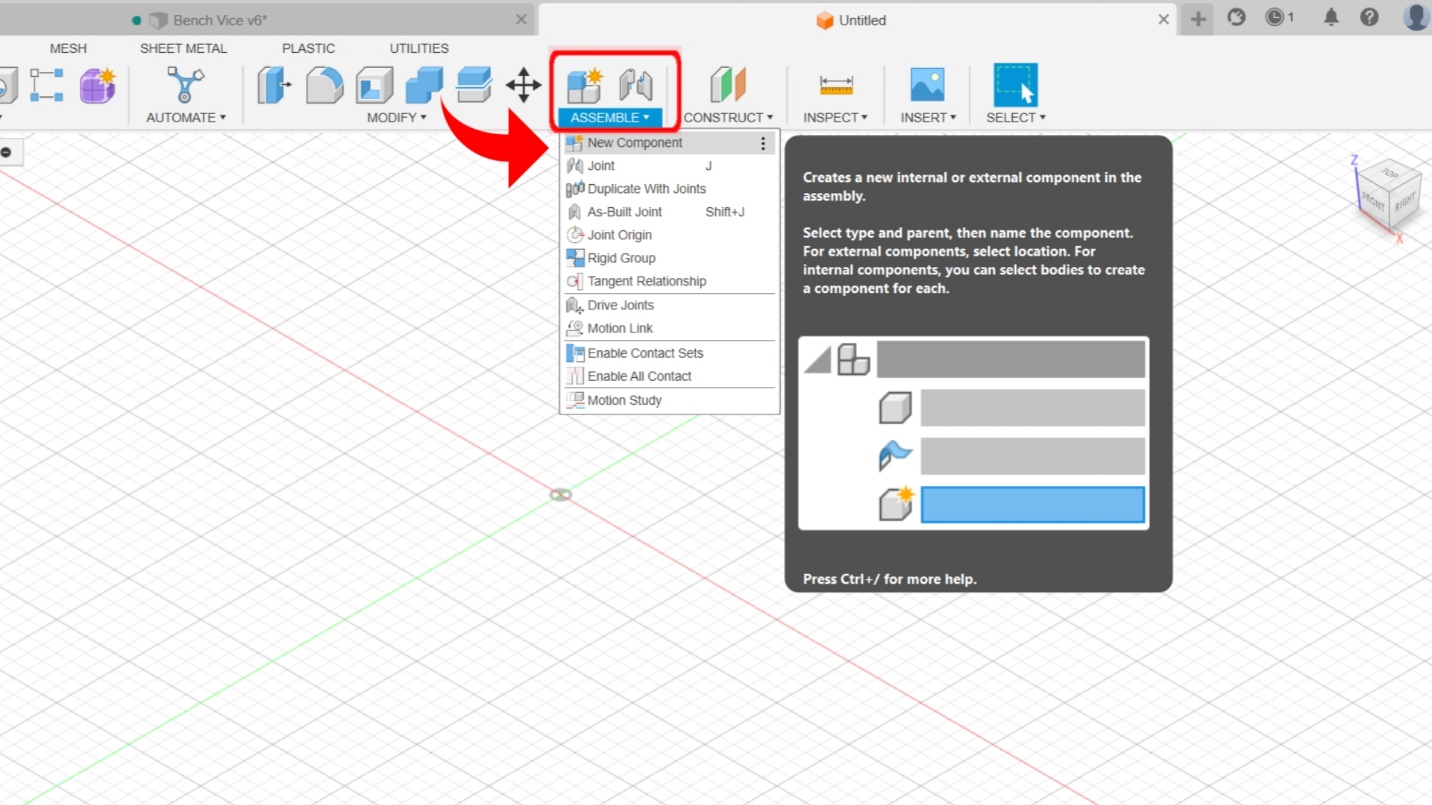 Bench Vice v6*
Untitled
1
MESH SHEET METAL PLASTIC UTILITIES
AUTOMATE MODIFY ASSEMBLE CONSTRUCT INSPECT INSERT SELECT
New Component
Joint J
Duplicate With Joints
As-Built Joint Shift+J
Joint Origin
Rigid Group
Tangent Relationship
Drive Joints
Motion Link
Enable Contact Sets
Enable All Contact
Motion Study
Creates a new internal or external component in the
assembly.
Select type and parent, then name the component.
For external components, select location. For
internal components, you can select bodies to create
a component for each.
Press Ctrl+/ for more help.
Z
TOP
FRONT RIGHT
X